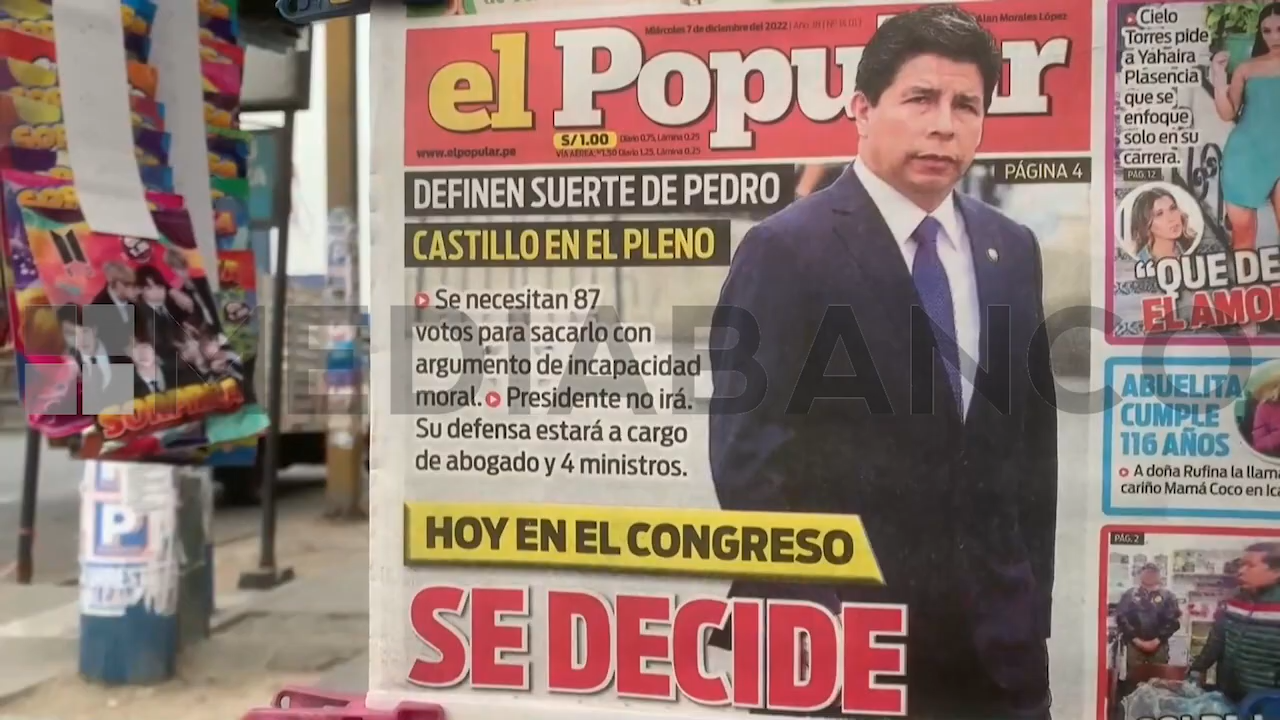 Miércoles 7 de diciembre del 2022
Alan Morales López
el Popular
S/1.00
www.elpopular.pe
DEFINEN SUERTE DE PEDRO
CASTILLO EN EL PLENO
PÁGINA 4
Se necesitan 87
votos para sacarlo con
argumento de incapacidad
moral. Presidente no irá.
Su defensa estará a cargo
de abogado y 4 ministros.
HOY EN EL CONGRESO
SE DECIDE
Cielo
Torres pide
a Yahaira
Plasencia
que se
enfoque
solo en su
carrera.
PÁG. 12
"QUE DE
EL AMO
ABUELITA
CUMPLE
116 AÑOS
A doña Rufina la llama
cariño Mamá Coco en Ica
PÁG. 2
MEDIABANCO
P